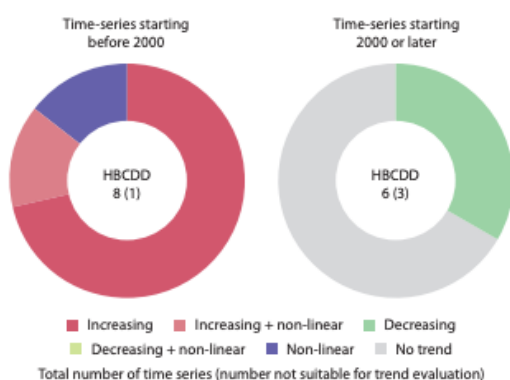 Time-series starting
before 2000
Time-series starting
2000 or later
HBCDD
8 (1)
HBCDD
6 (3)
Increasing Increasing + non-linear Decreasing
Decreasing + non-linear Non-linear No trend
Total number of time series (number not suitable for trend evaluation)